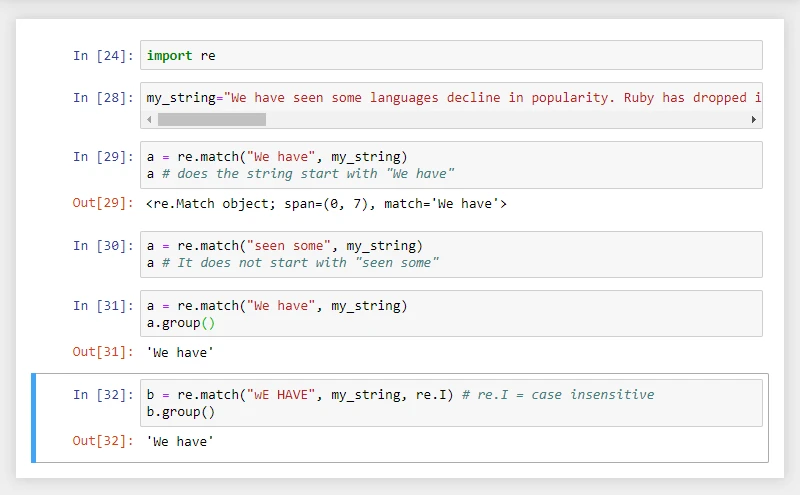 In [24]: import re
In [28]: my_string="We have seen some languages decline in popularity. Ruby has dropped i
In [29]: a = re.match("We have", my_string)
a # does the string start with "We have"
Out[29]: <re.Match object; span=(0, 7), match='We have'>
In [30]: a = re.match("seen some", my_string)
a # It does not start with "seen some"
In [31]: a = re.match("We have", my_string)
a.group()
Out[31]: 'We have'
In [32]: b = re.match("wE HAVE", my_string, re.I) # re.I = case insensitive
b.group()
Out[32]: 'We have'